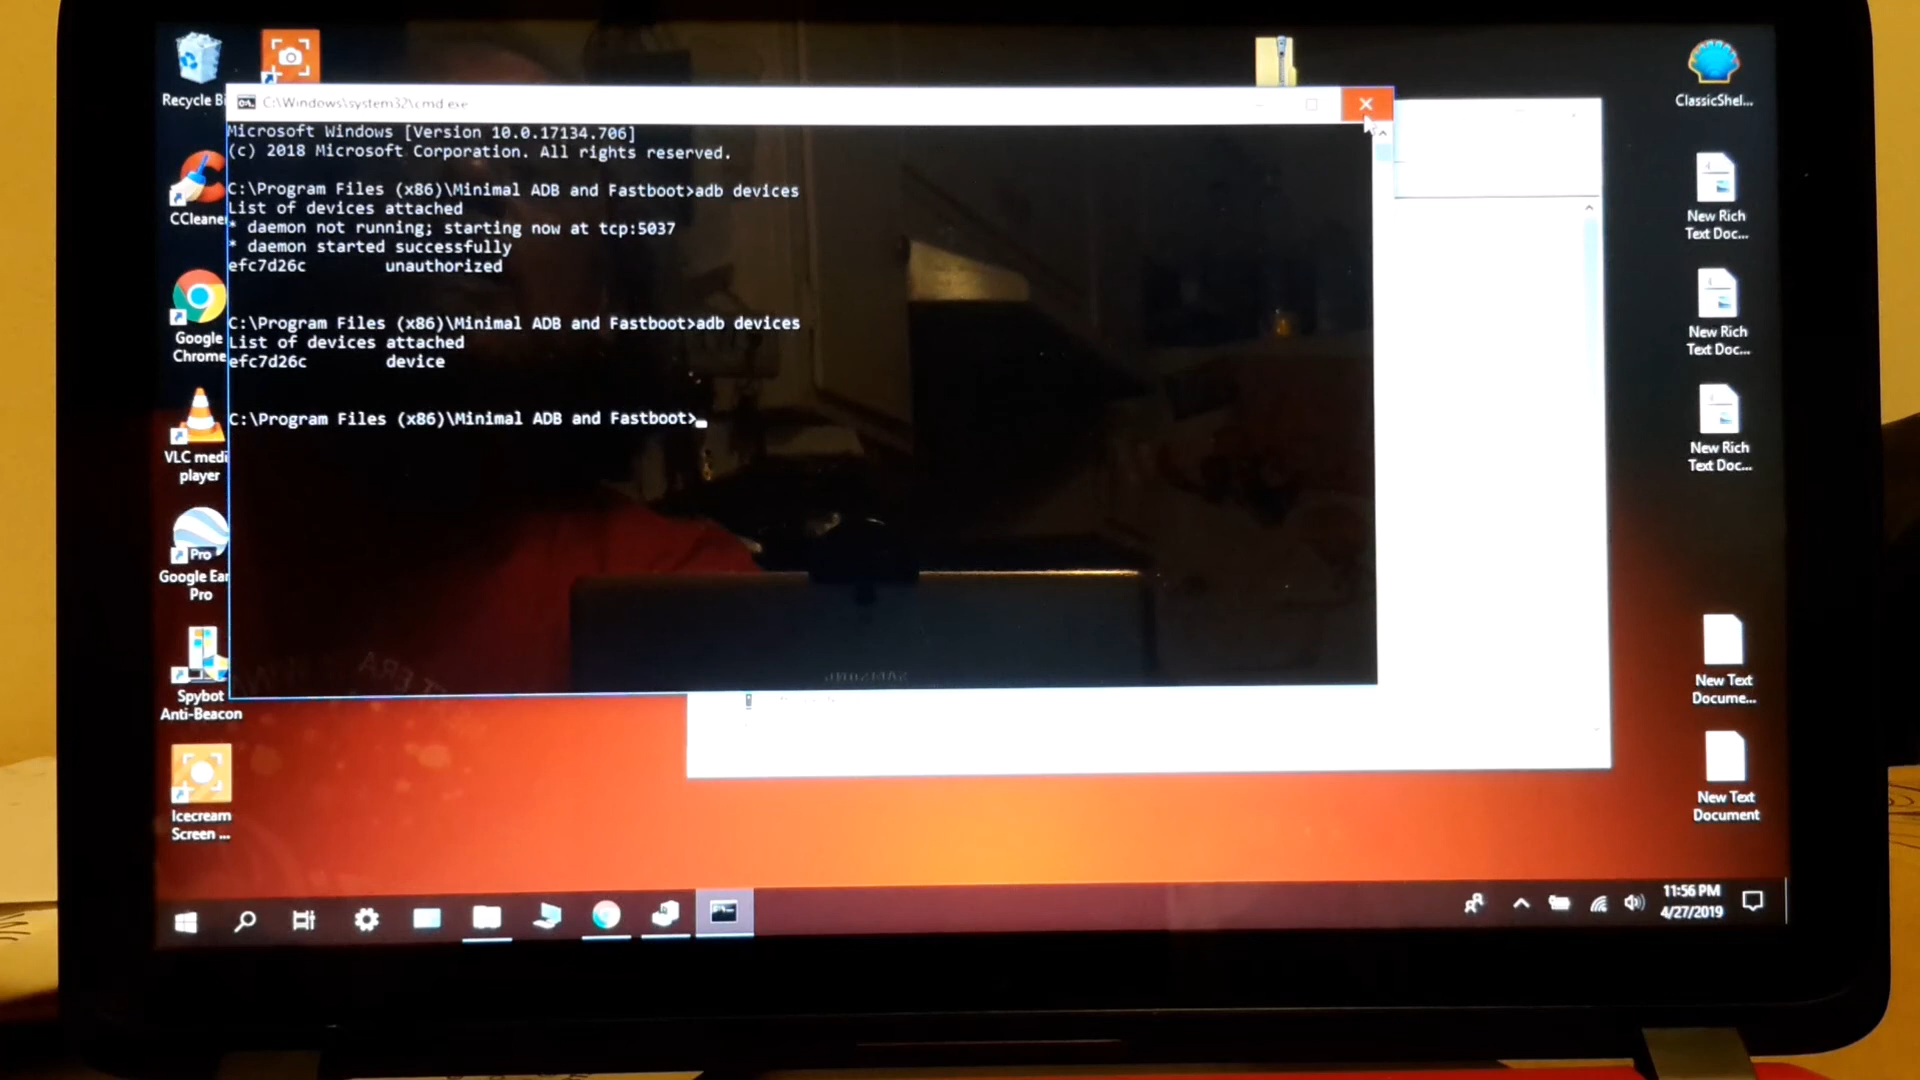 C:\Windows\system32\cmd.exe
Microsoft Windows [Version 10.0.17134.706]
(c) 2018 Microsoft Corporation. All rights reserved.
C:\Program Files (x86)\Minimal ADB and Fastboot>adb devices
List of devices attached
* daemon not running; starting now at tcp:5037
* daemon started successfully
efc7d26c unauthorized
C:\Program Files (x86)\Minimal ADB and Fastboot>adb devices
List of devices attached
efc7d26c device
C:\Program Files (x86)\Minimal ADB and Fastboot>
Recycle Bi
CCleane
Google
Chrome
VLC medi
player
Pro
Google Ear
Pro
Spybot
Anti-Beacon
Icecream
Screen ...
ClassicShel...
New Rich
Text Doc...
New Rich
Text Doc...
New Rich
Text Doc...
New Text
Docume...
New Text
Document
11:56 PM
4/27/2019
SAMSUNG